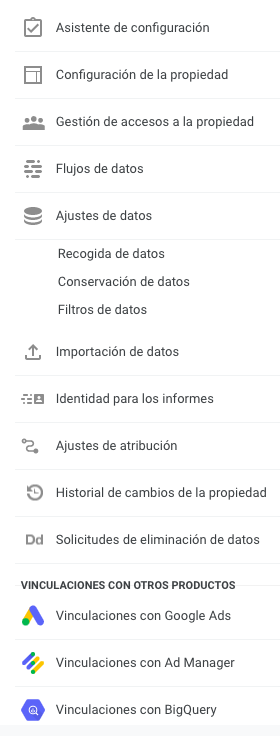 Asistente de configuración
Configuración de la propiedad
Gestión de accesos a la propiedad
Flujos de datos
Ajustes de datos
Recogida de datos
Conservación de datos
Filtros de datos
Importación de datos
Identidad para los informes
Ajustes de atribución
Historial de cambios de la propiedad
Dd Solicitudes de eliminación de datos
VINCULACIONES CON OTROS PRODUCTOS
Vinculaciones con Google Ads
Vinculaciones con Ad Manager
Vinculaciones con BigQuery